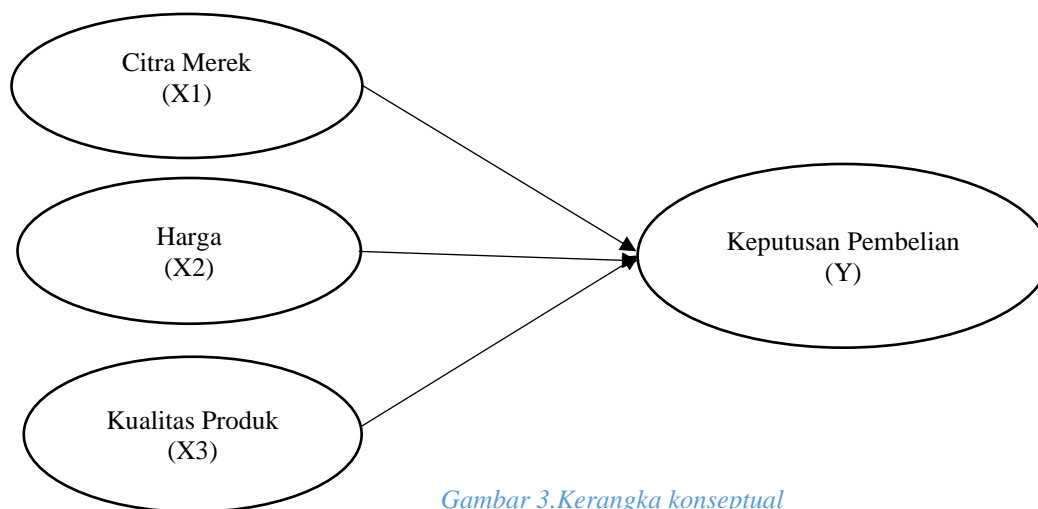 Citra Merek
(X1)
Harga
(X2)
Keputusan Pembelian
(Y)
Kualitas Produk
(X3)
Gambar 3.Kerangka konseptual